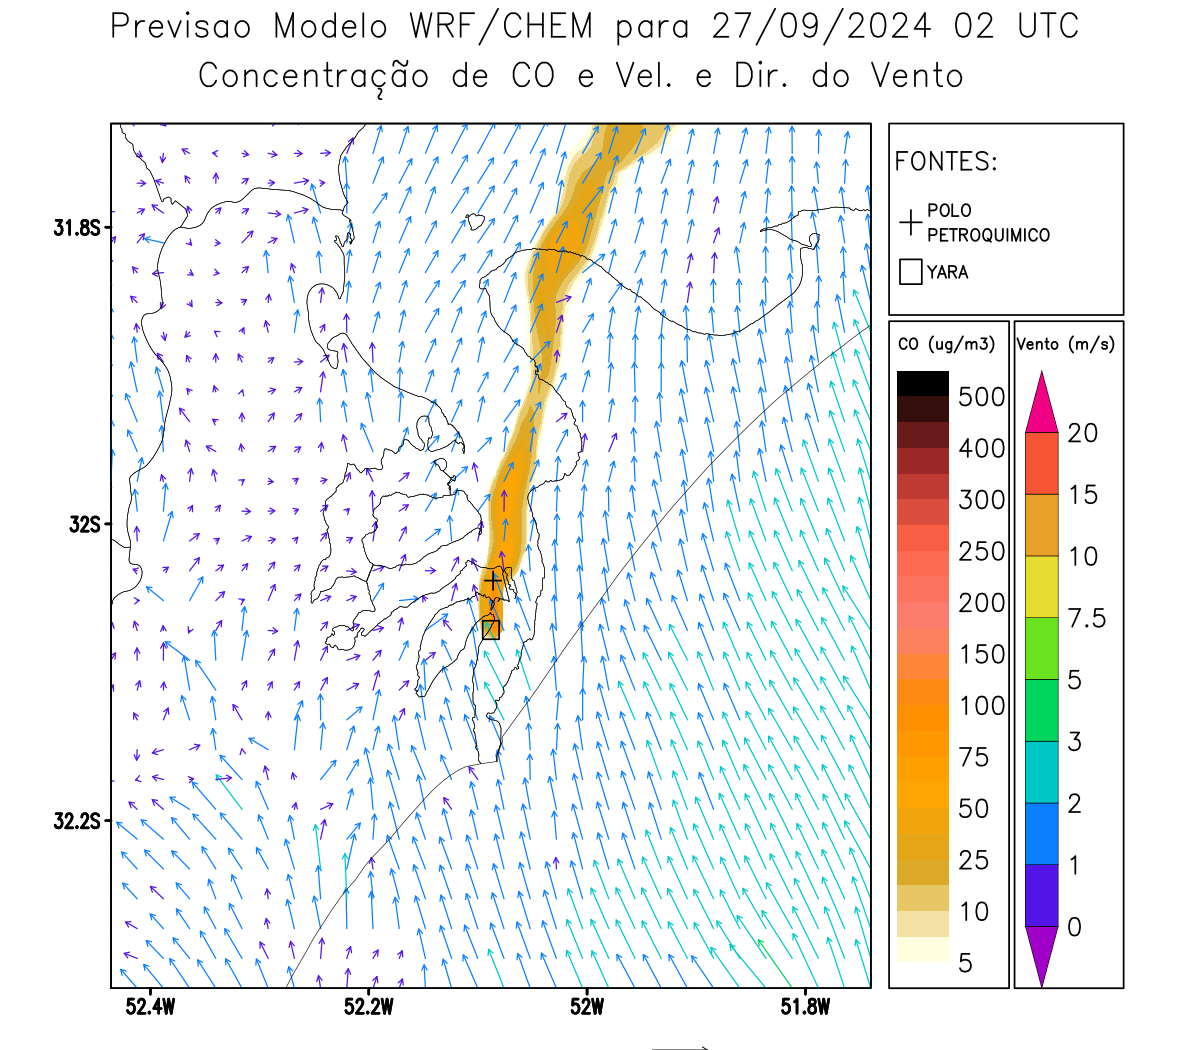 Previsao Modelo WRF/CHEM para 27/09/2024 02 UTC
Concentração de CO e Vel. e Dir. do Vento
31.8S
32S
32.2S
52.4W
52.2W
52W
51.8W
FONTES:
POLO
PETROQUIMICO
YARA
CO (ug/m3)
500
400
300
250
200
150
100
75
50
25
10
5
Vento (m/s)
20
15
10
7.5
5
3
2
1
0